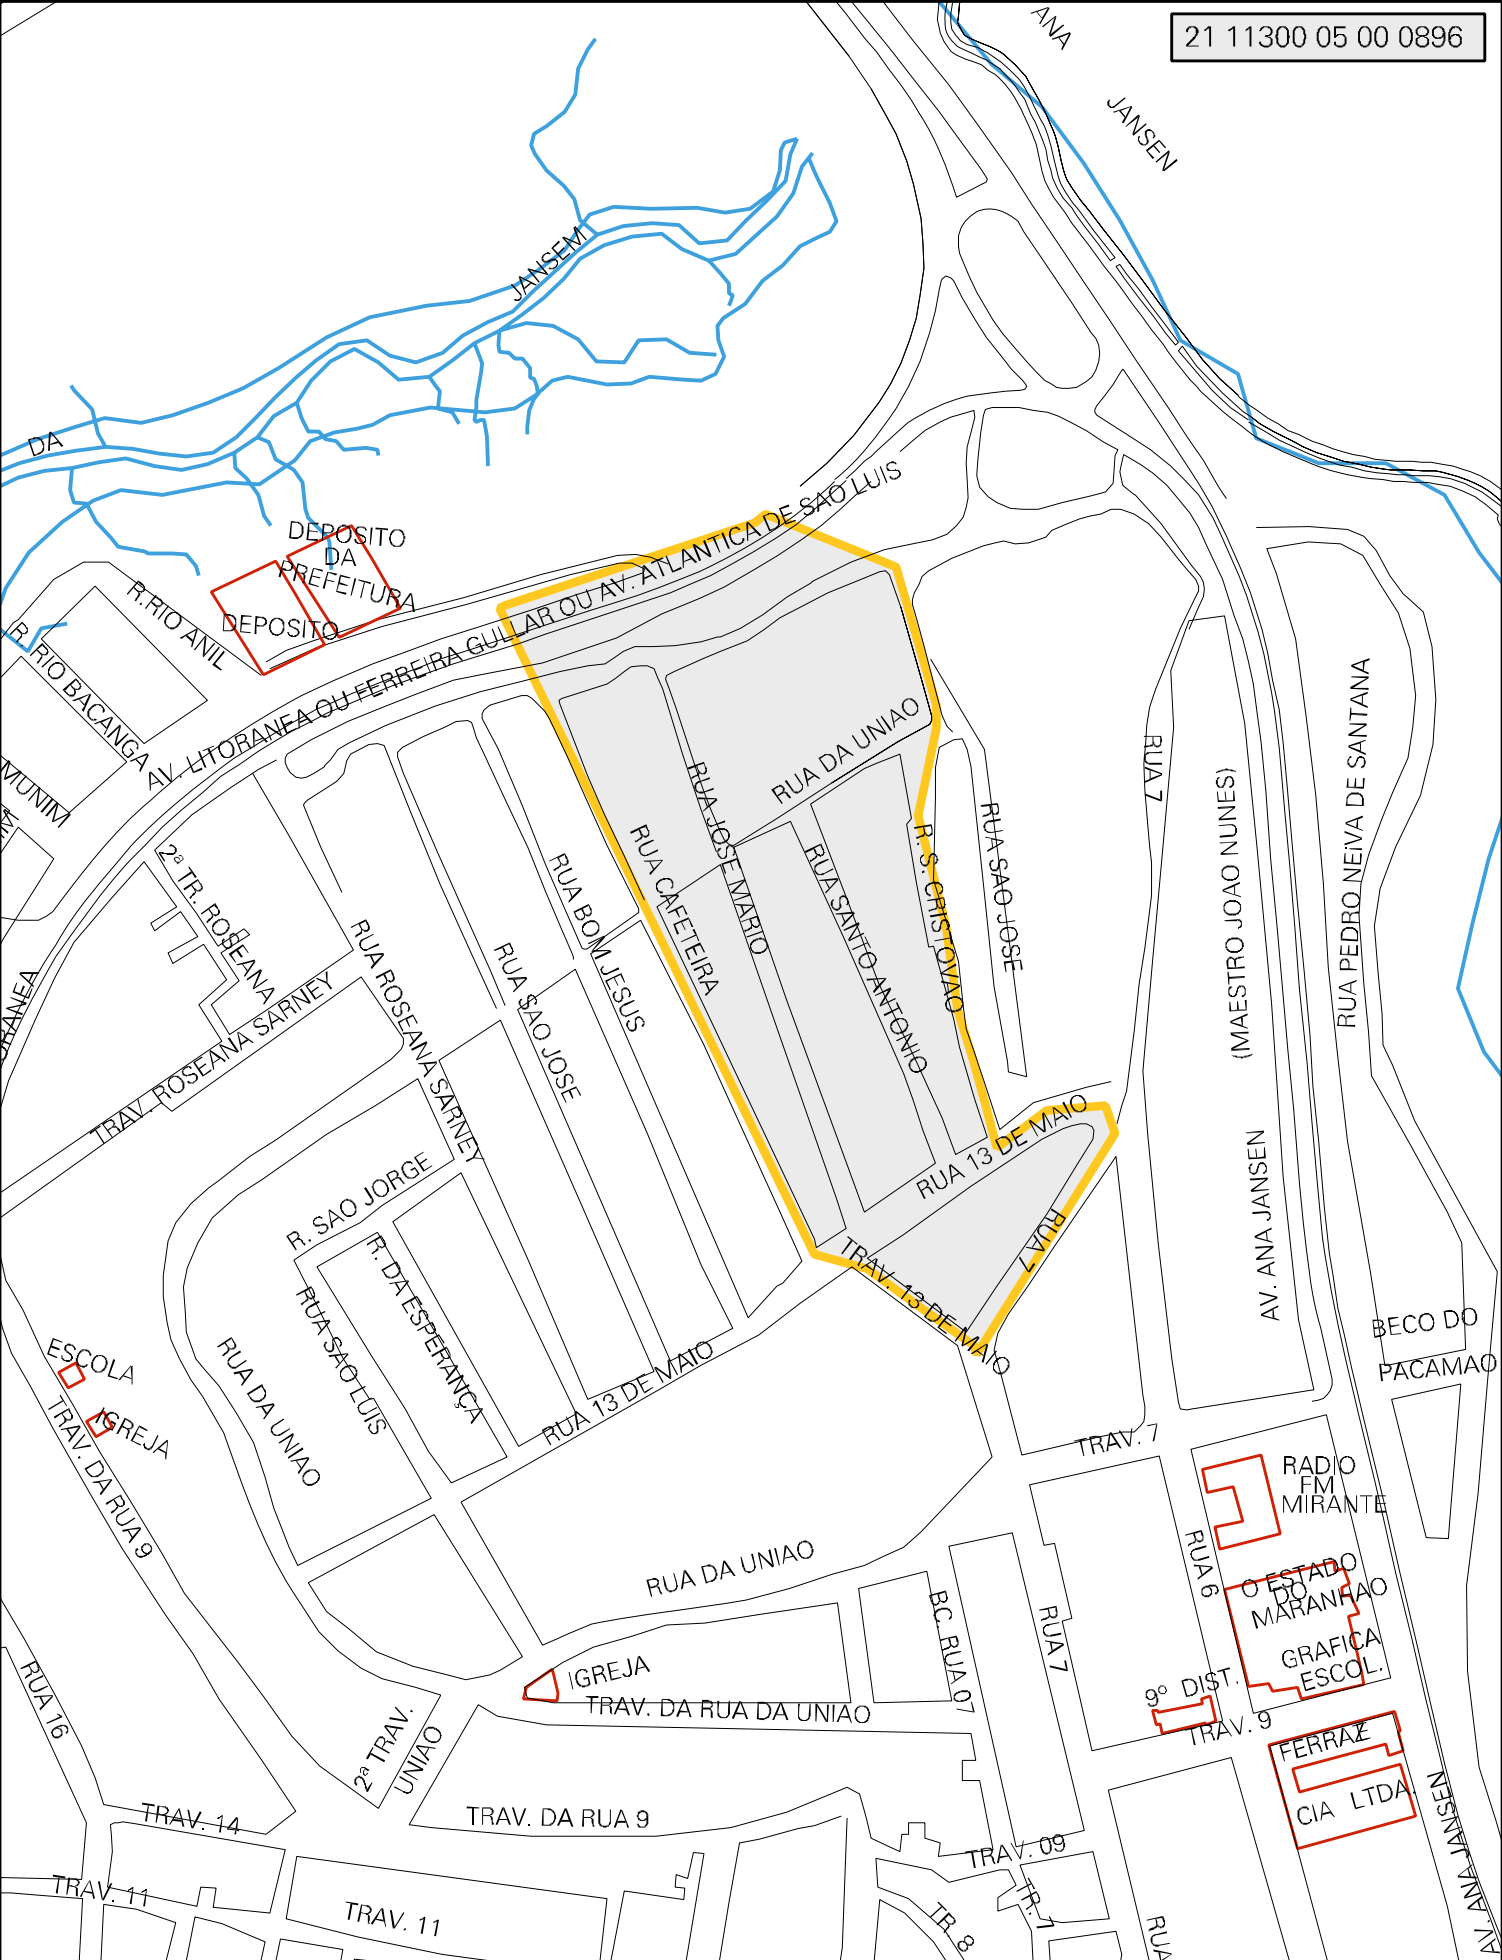 21 11300 05 00 0896
ANA
JANSEN
JANSEM
DA
DEPOSITO
DA
PREFEITURA
DEPOSITO
R.RIO ANIL
R. RIO BACANGA
MUNIM
AV. LITORANEA OU FERREIRA GULLAR OU AV. ATLANTICA DE SAO LUIS
RUA DA UNIAO
RUA JOSE MARIO
RUA CAFETEIRA
RUA SANTO ANTONIO
R. S. CRISTOVAO
RUA SAO JOSE
RUA 7
(MAESTRO JOAO NUNES)
AV. ANA JANSEN
RUA PEDRO NEIVA DE SANTANA
2ª TR. ROSEANA
TRAV. ROSEANA SARNEY
RUA ROSEANA SARNEY
RUA SAO JOSE
RUA BOM JESUS
R. SAO JORGE
R. DA ESPERANÇA
RUA SAO LUIS
RUA DA UNIAO
RUA 13 DE MAIO
RUA 13 DE MAIO
TRAV. 13 DE MAIO
RUA 7
BECO DO
PACAMAO
ESCOLA
IGREJA
TRAV. DA RUA 9
TRAV. 7
RADIO
FM
MIRANTE
RUA 6
O ESTADO
DO
MARANHAO
GRAFICA
ESCOL.
9º DIST.
TRAV. 9
FERRAZ
CIA LTDA.
AV. ANA JANSEN
RUA DA UNIAO
BC. RUA 07
RUA 7
IGREJA
TRAV. DA RUA DA UNIAO
2ª TRAV.
UNIAO
RUA 16
TRAV. 14
TRAV. DA RUA 9
TRAV. 09
TRAV. 11
TRAV. 11
TR. 8
TR. 7
RUA